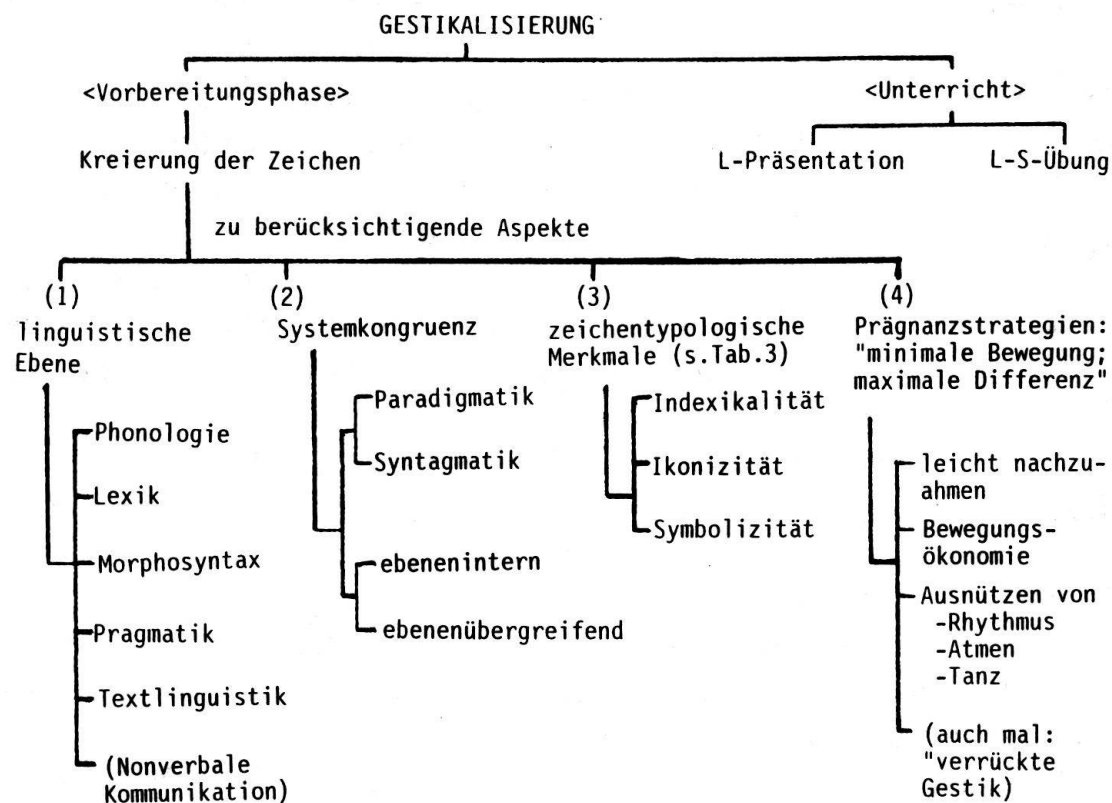 GESTIKALISIERUNG
<Vorbereitungsphase>
<Unterricht>
Kreierung der Zeichen
L-Präsentation
L-S-Übung
zu berücksichtigende Aspekte
(1)
linguistische
Ebene
Phonologie
Lexik
Morphosyntax
Pragmatik
Textlinguistik
(Nonverbale
Kommunikation)
(2)
Systemkongruenz
Paradigmatik
Syntagmatik
ebenenintern
ebenenübergreifend
(3)
zeichentypologische
Merkmale (s.Tab.3)
Indexikalität
Ikonizität
Symbolizität
(4)
Prägnanzstrategien:
"minimale Bewegung;
maximale Differenz"
leicht nachzu-
ahmen
Bewegungs-
ökonomie
Ausnützen von
-Rhythmus
-Atmen
-Tanz
(auch mal:
"verrückte
Gestik)